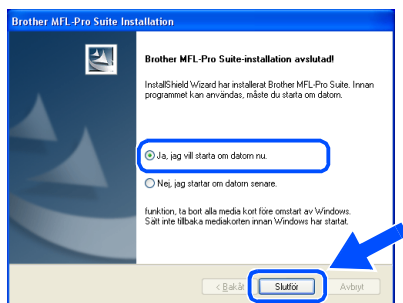 Brother MFL-Pro Suite Installation
Brother MFL-Pro Suite-installation avslutad!
InstallShield Wizard har installerat Brother MFL-Pro Suite. Innan
programmet kan användas, måste du starta om datorn.
Ja, jag vill starta om datorn nu.
Nej, jag startar om datorn senare.
funktion, ta bort alla media kort före omstart av Windows.
Sätt inte tillbaka mediakorten innan Windows har startat.
< Bakåt
Slutför
Avbryt